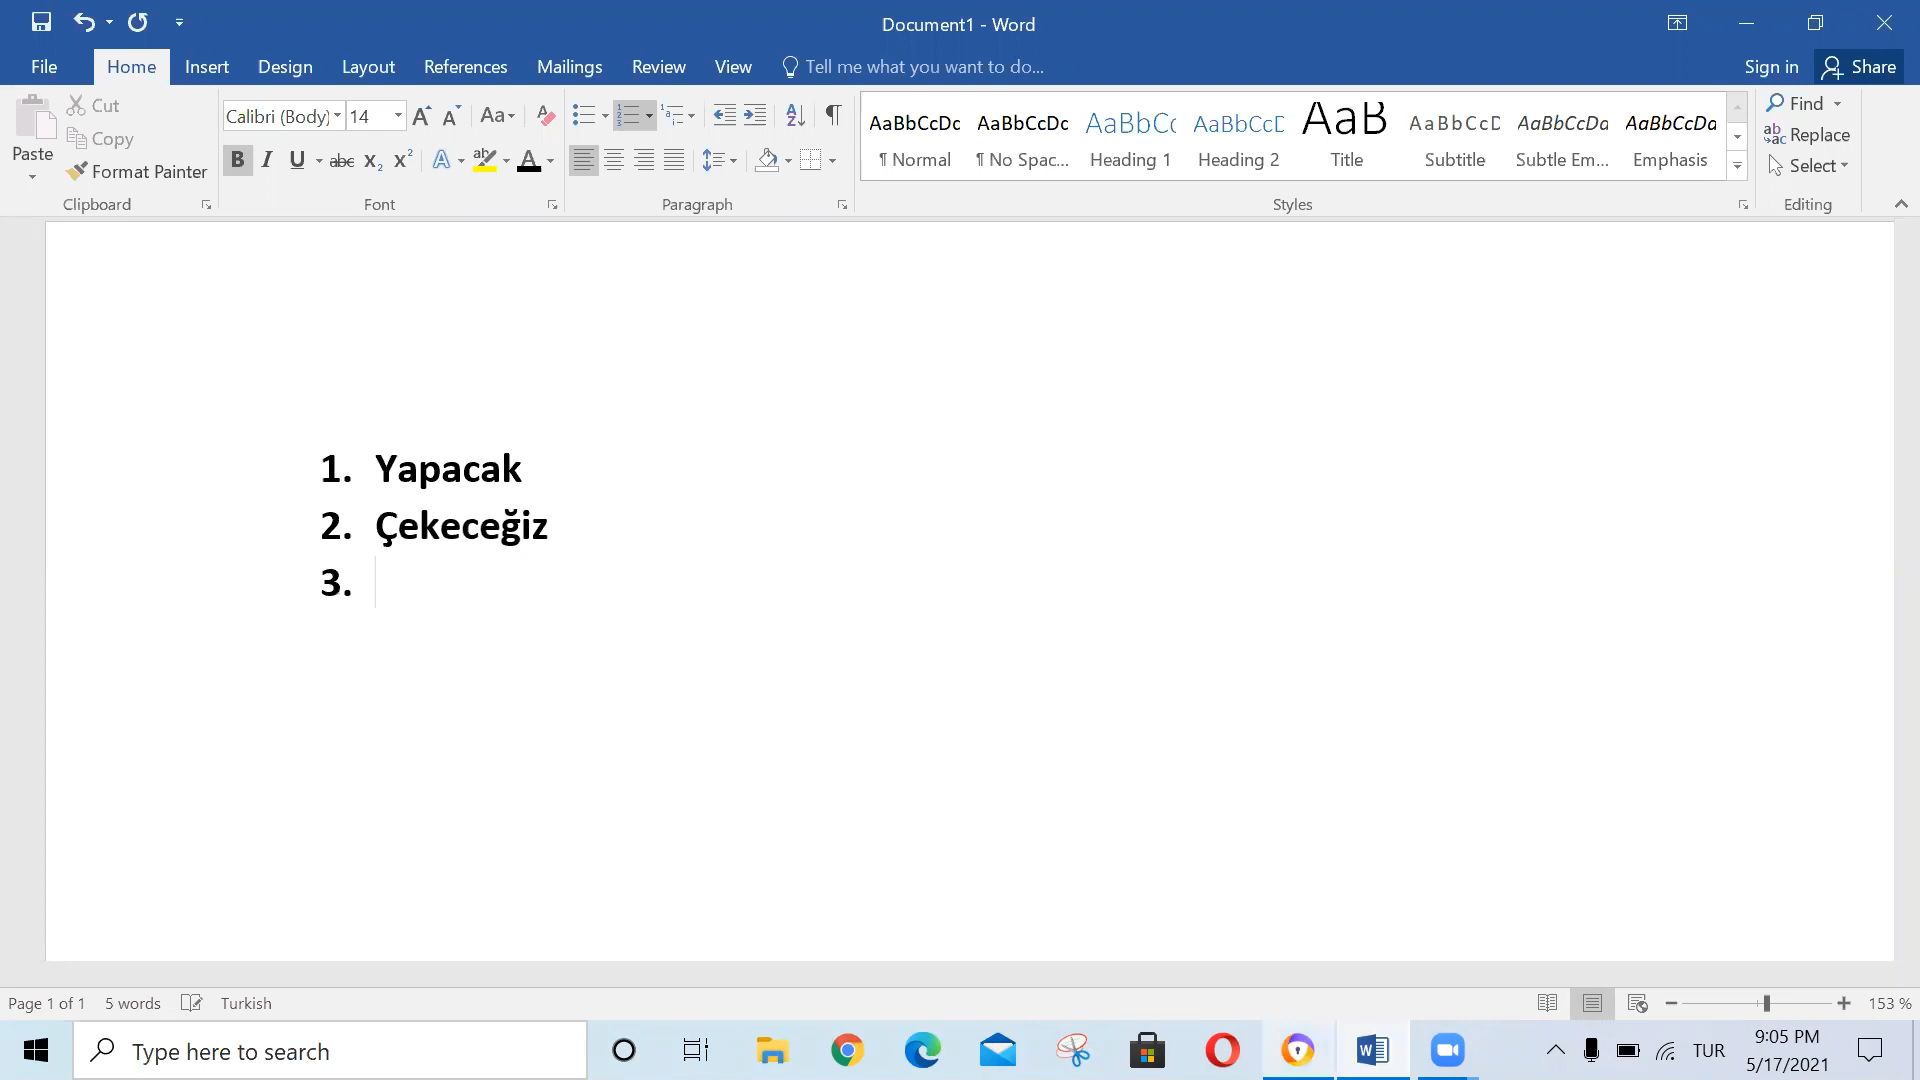 Document1 - Word
File Home Insert Design Layout References Mailings Review View Tell me what you want to do... Sign in Share
Paste Cut Copy Format Painter Clipboard
Calibri (Body) 14 Aa Font
Paragraph
AaBbCcDc AaBbCcDc AaBbCc AaBbCcD AaB AaBbCcD AaBbCcDa AaBbCcDa
¶ Normal ¶ No Spac... Heading 1 Heading 2 Title Subtitle Subtle Em... Emphasis
Styles
Find
Replace
Select
Editing
1. Yapacak
2. Çekeceğiz
3.
Page 1 of 1 5 words Turkish 153 %
Type here to search TUR 9:05 PM
5/17/2021